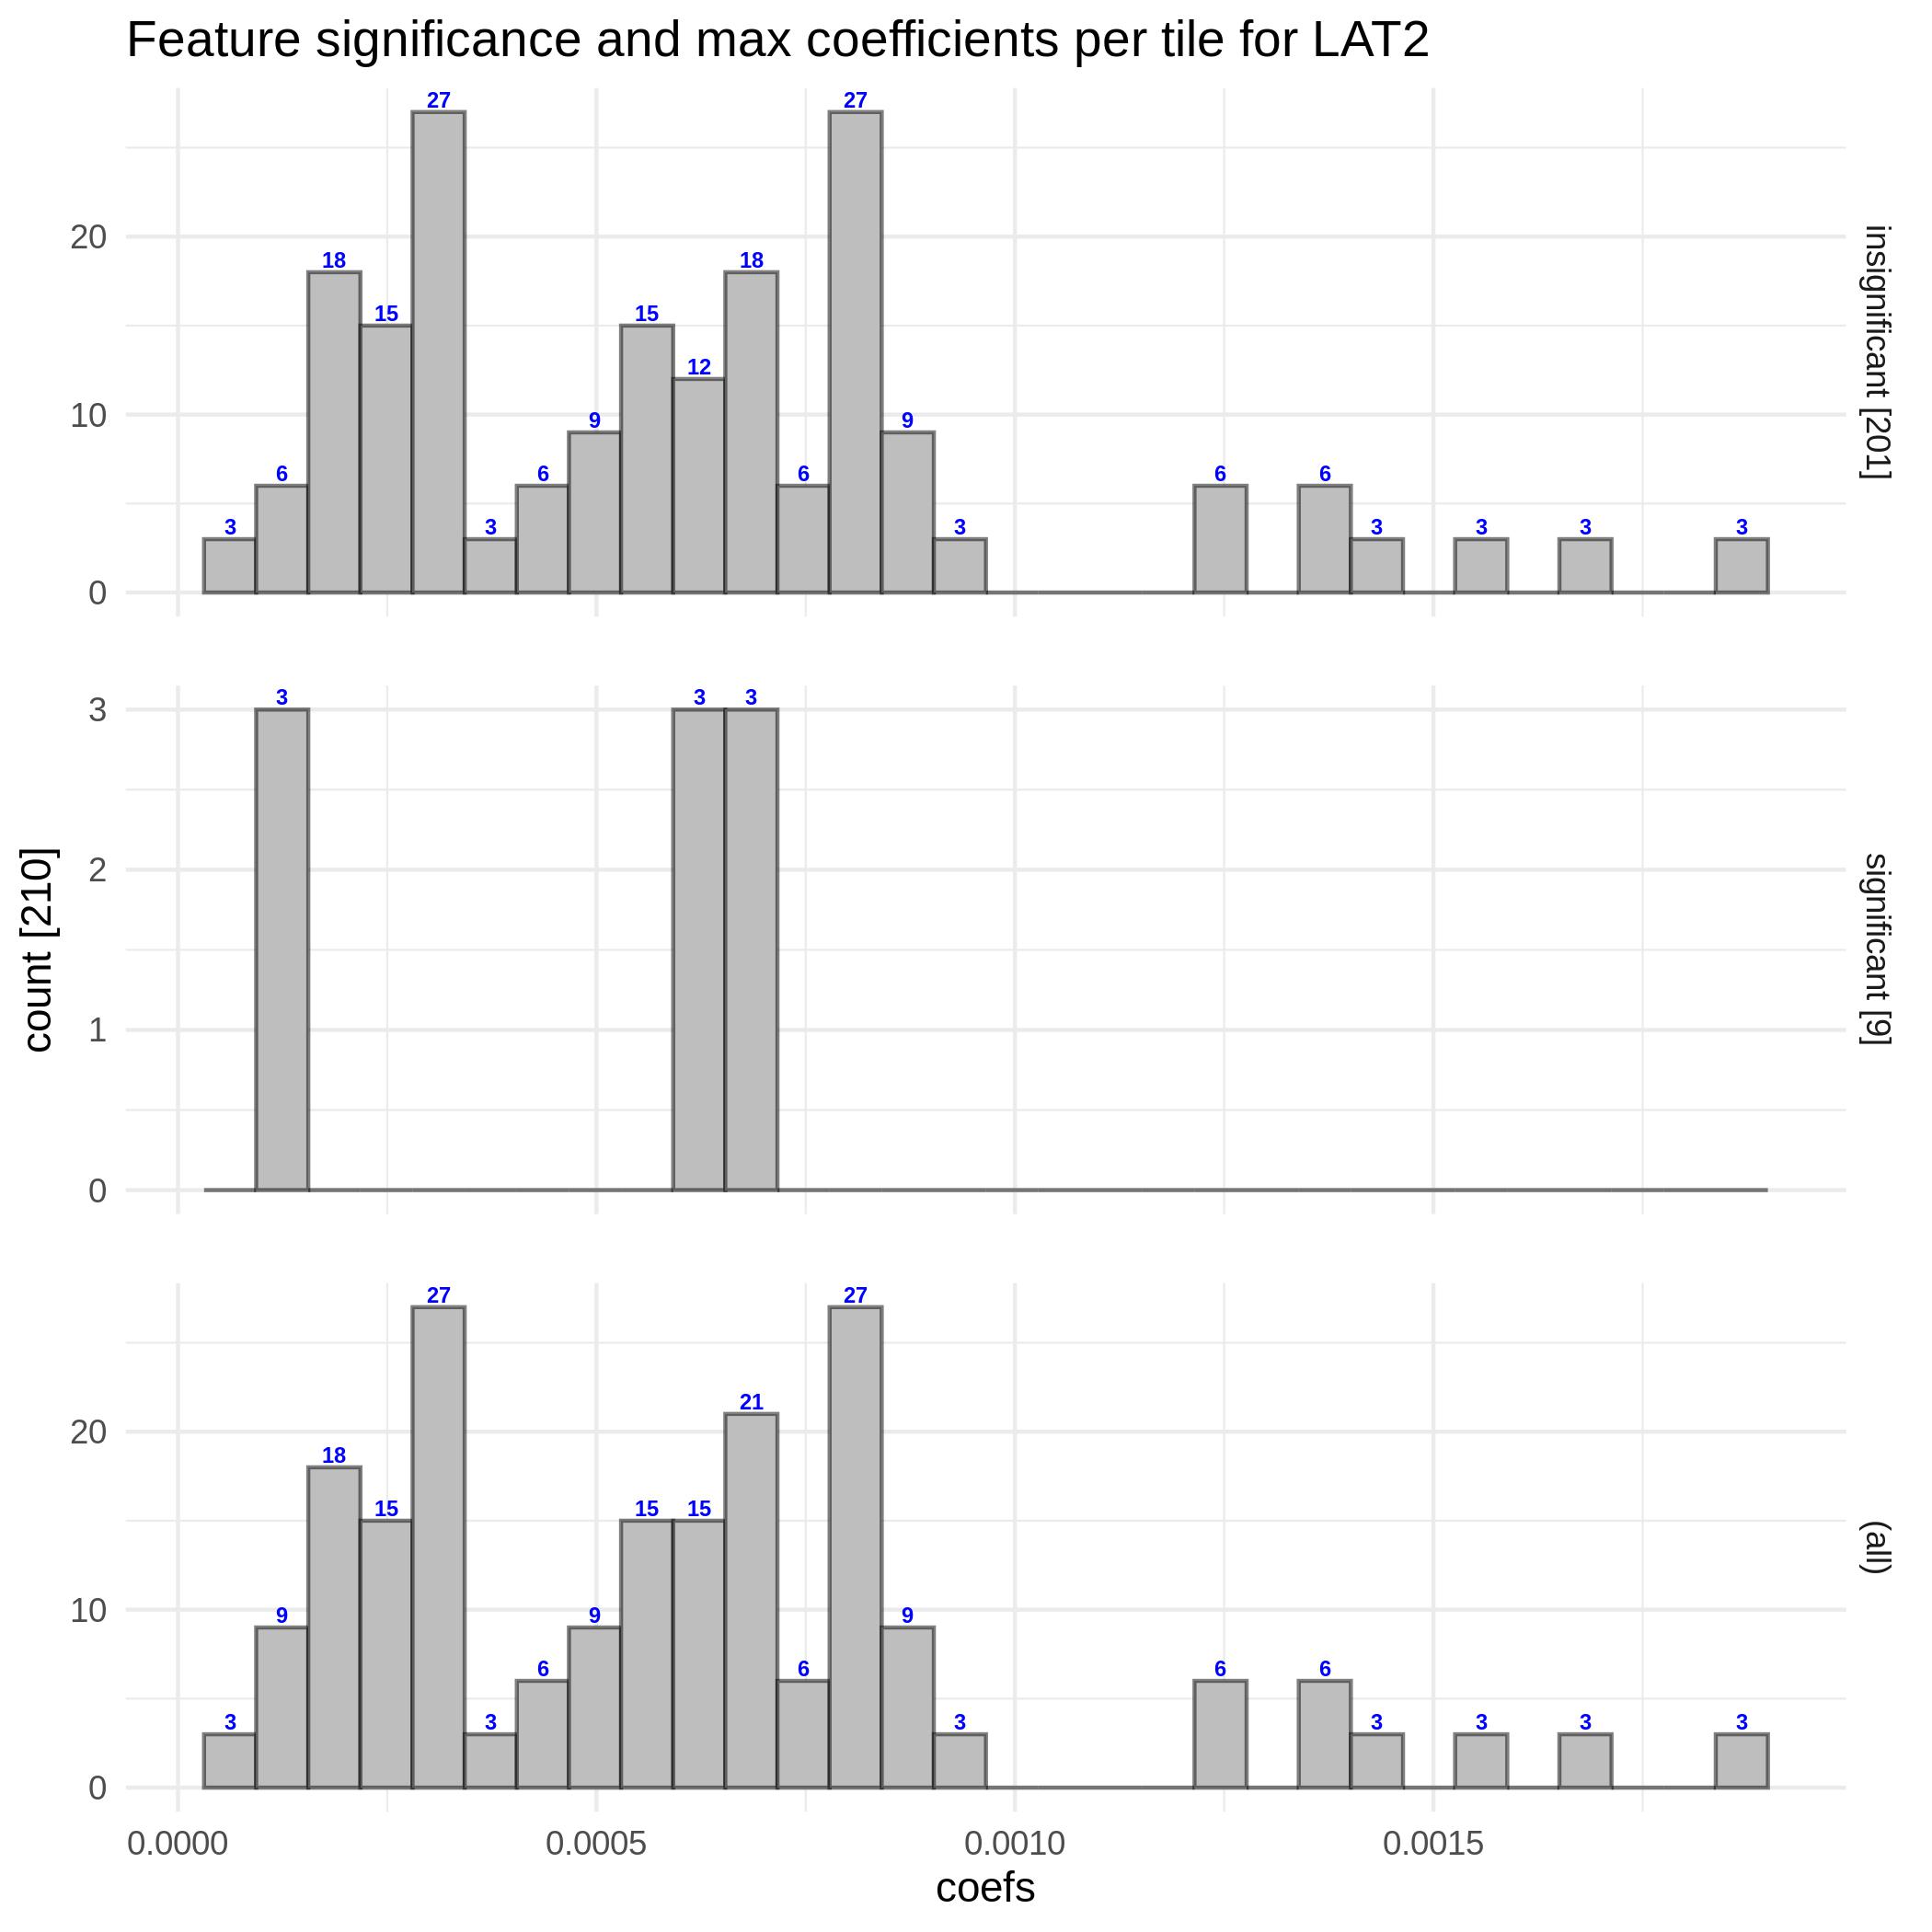 Feature significance and max coefficients per tile for LAT2
27 27
18 18
15 15
12
9 9
6 6 6 6 6
3 3 3 3 3 3 3
20
10
0
insignificant [201]
3 3 3
3
2
1
0
significant [9]
count [210]
27 27
21
18
15 15 15
9 9 9
6 6 6 6
3 3 3 3 3 3 3
20
10
0
(all)
0.0000 0.0005 0.0010 0.0015
coefs